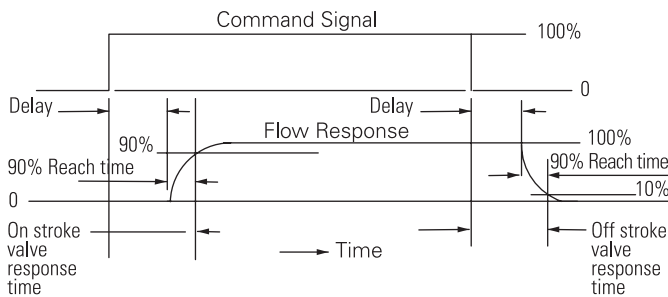 Command Signal
100%
0
Delay
Delay
Flow Response
90%
100%
90% Reach time
90% Reach time
10%
0
On stroke
valve
response
time
Time
Off stroke
valve
response
time